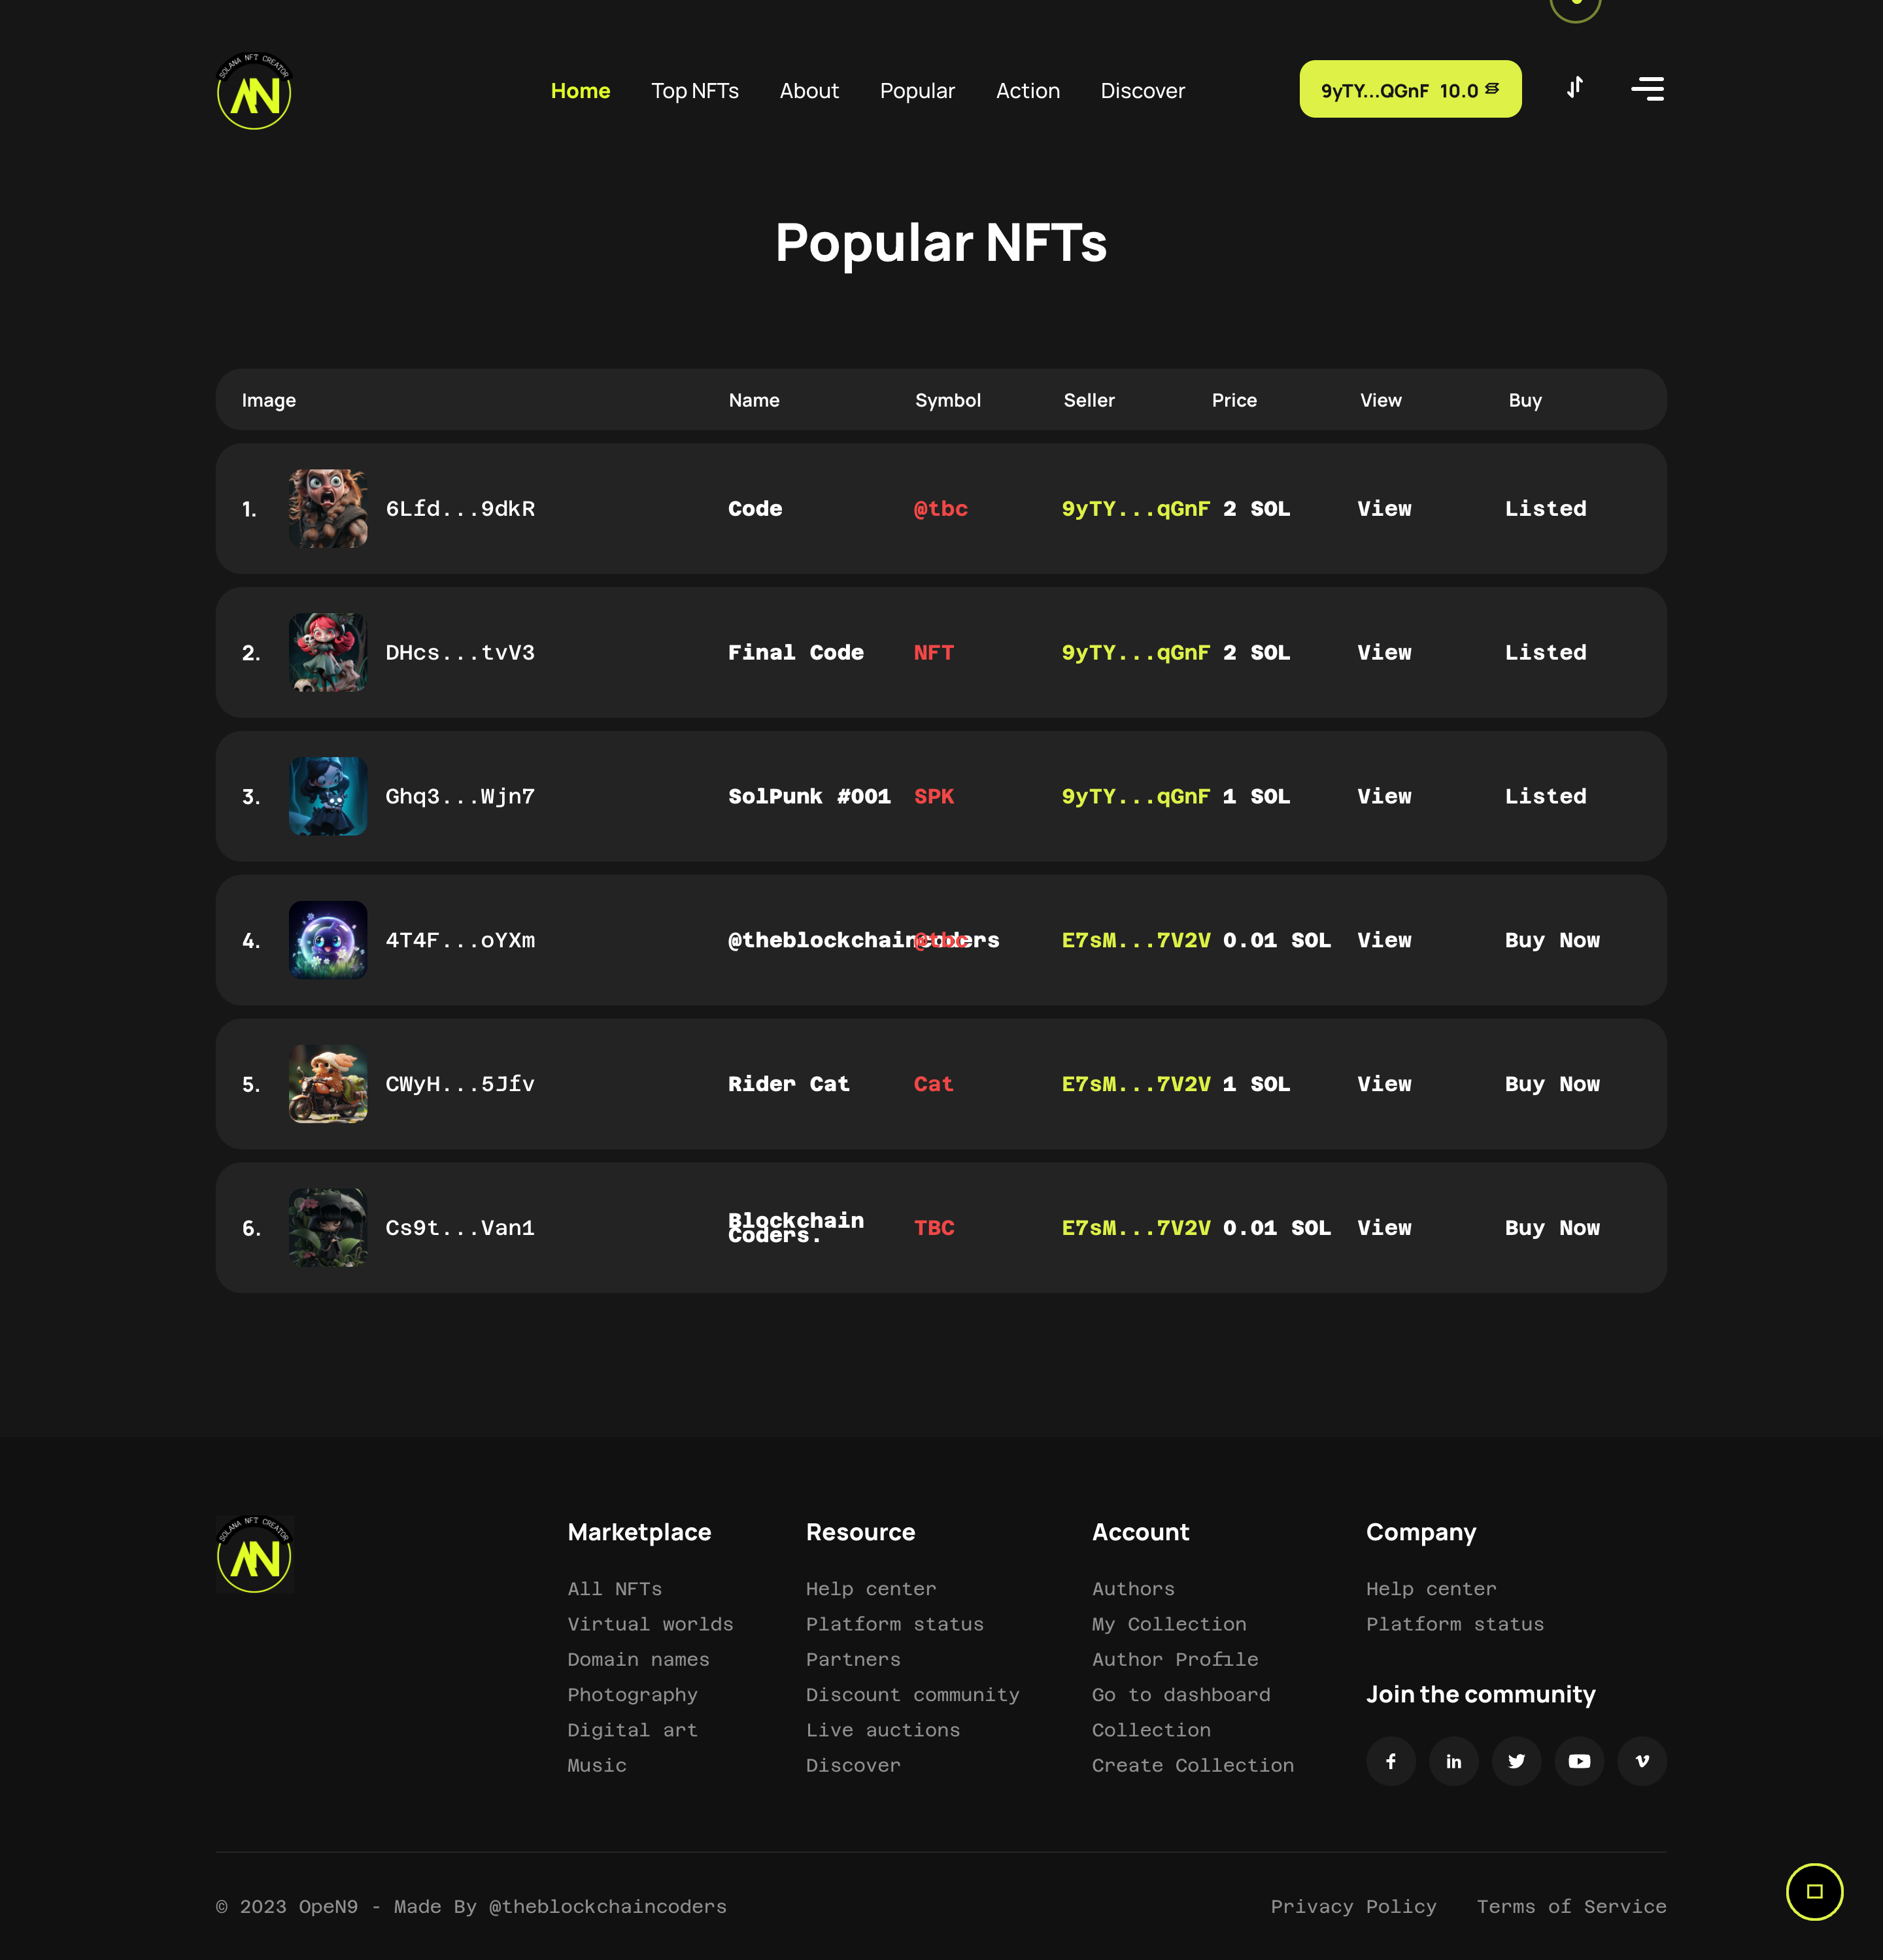 SOLANA NFT CREATOR
Home Top NFTs About Popular Action Discover 9yTY...QGnF 10.0
Popular NFTs
Image Name Symbol Seller Price View Buy
1. 6Lfd...9dkR Code @tbc 9yTY...qGnF 2 SOL View Listed
2. DHcs...tvV3 Final Code NFT 9yTY...qGnF 2 SOL View Listed
3. Ghq3...Wjn7 SolPunk #001 SPK 9yTY...qGnF 1 SOL View Listed
4. 4T4F...oYXm @theblockchaincoders @tbc E7sM...7V2V 0.01 SOL View Buy Now
5. CWyH...5Jfv Rider Cat Cat E7sM...7V2V 1 SOL View Buy Now
6. Cs9t...Van1 Blockchain
Coders. TBC E7sM...7V2V 0.01 SOL View Buy Now
SOLANA NFT CREATOR
Marketplace Resource Account Company
All NFTs Help center Authors Help center
Virtual worlds Platform status My Collection Platform status
Domain names Partners Author Profile
Photography Discount community Go to dashboard Join the community
Digital art Live auctions Collection
Music Discover Create Collection
© 2023 OpeN9 - Made By @theblockchaincoders Privacy Policy Terms of Service